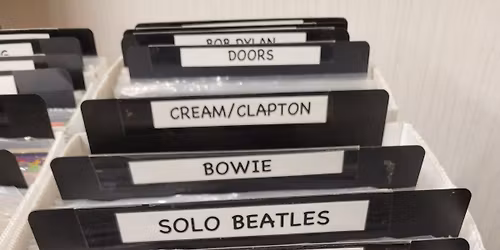 BOB DYLAN
DOORS
CREAM/CLAPTON
BOWIE
SOLO BEATLES